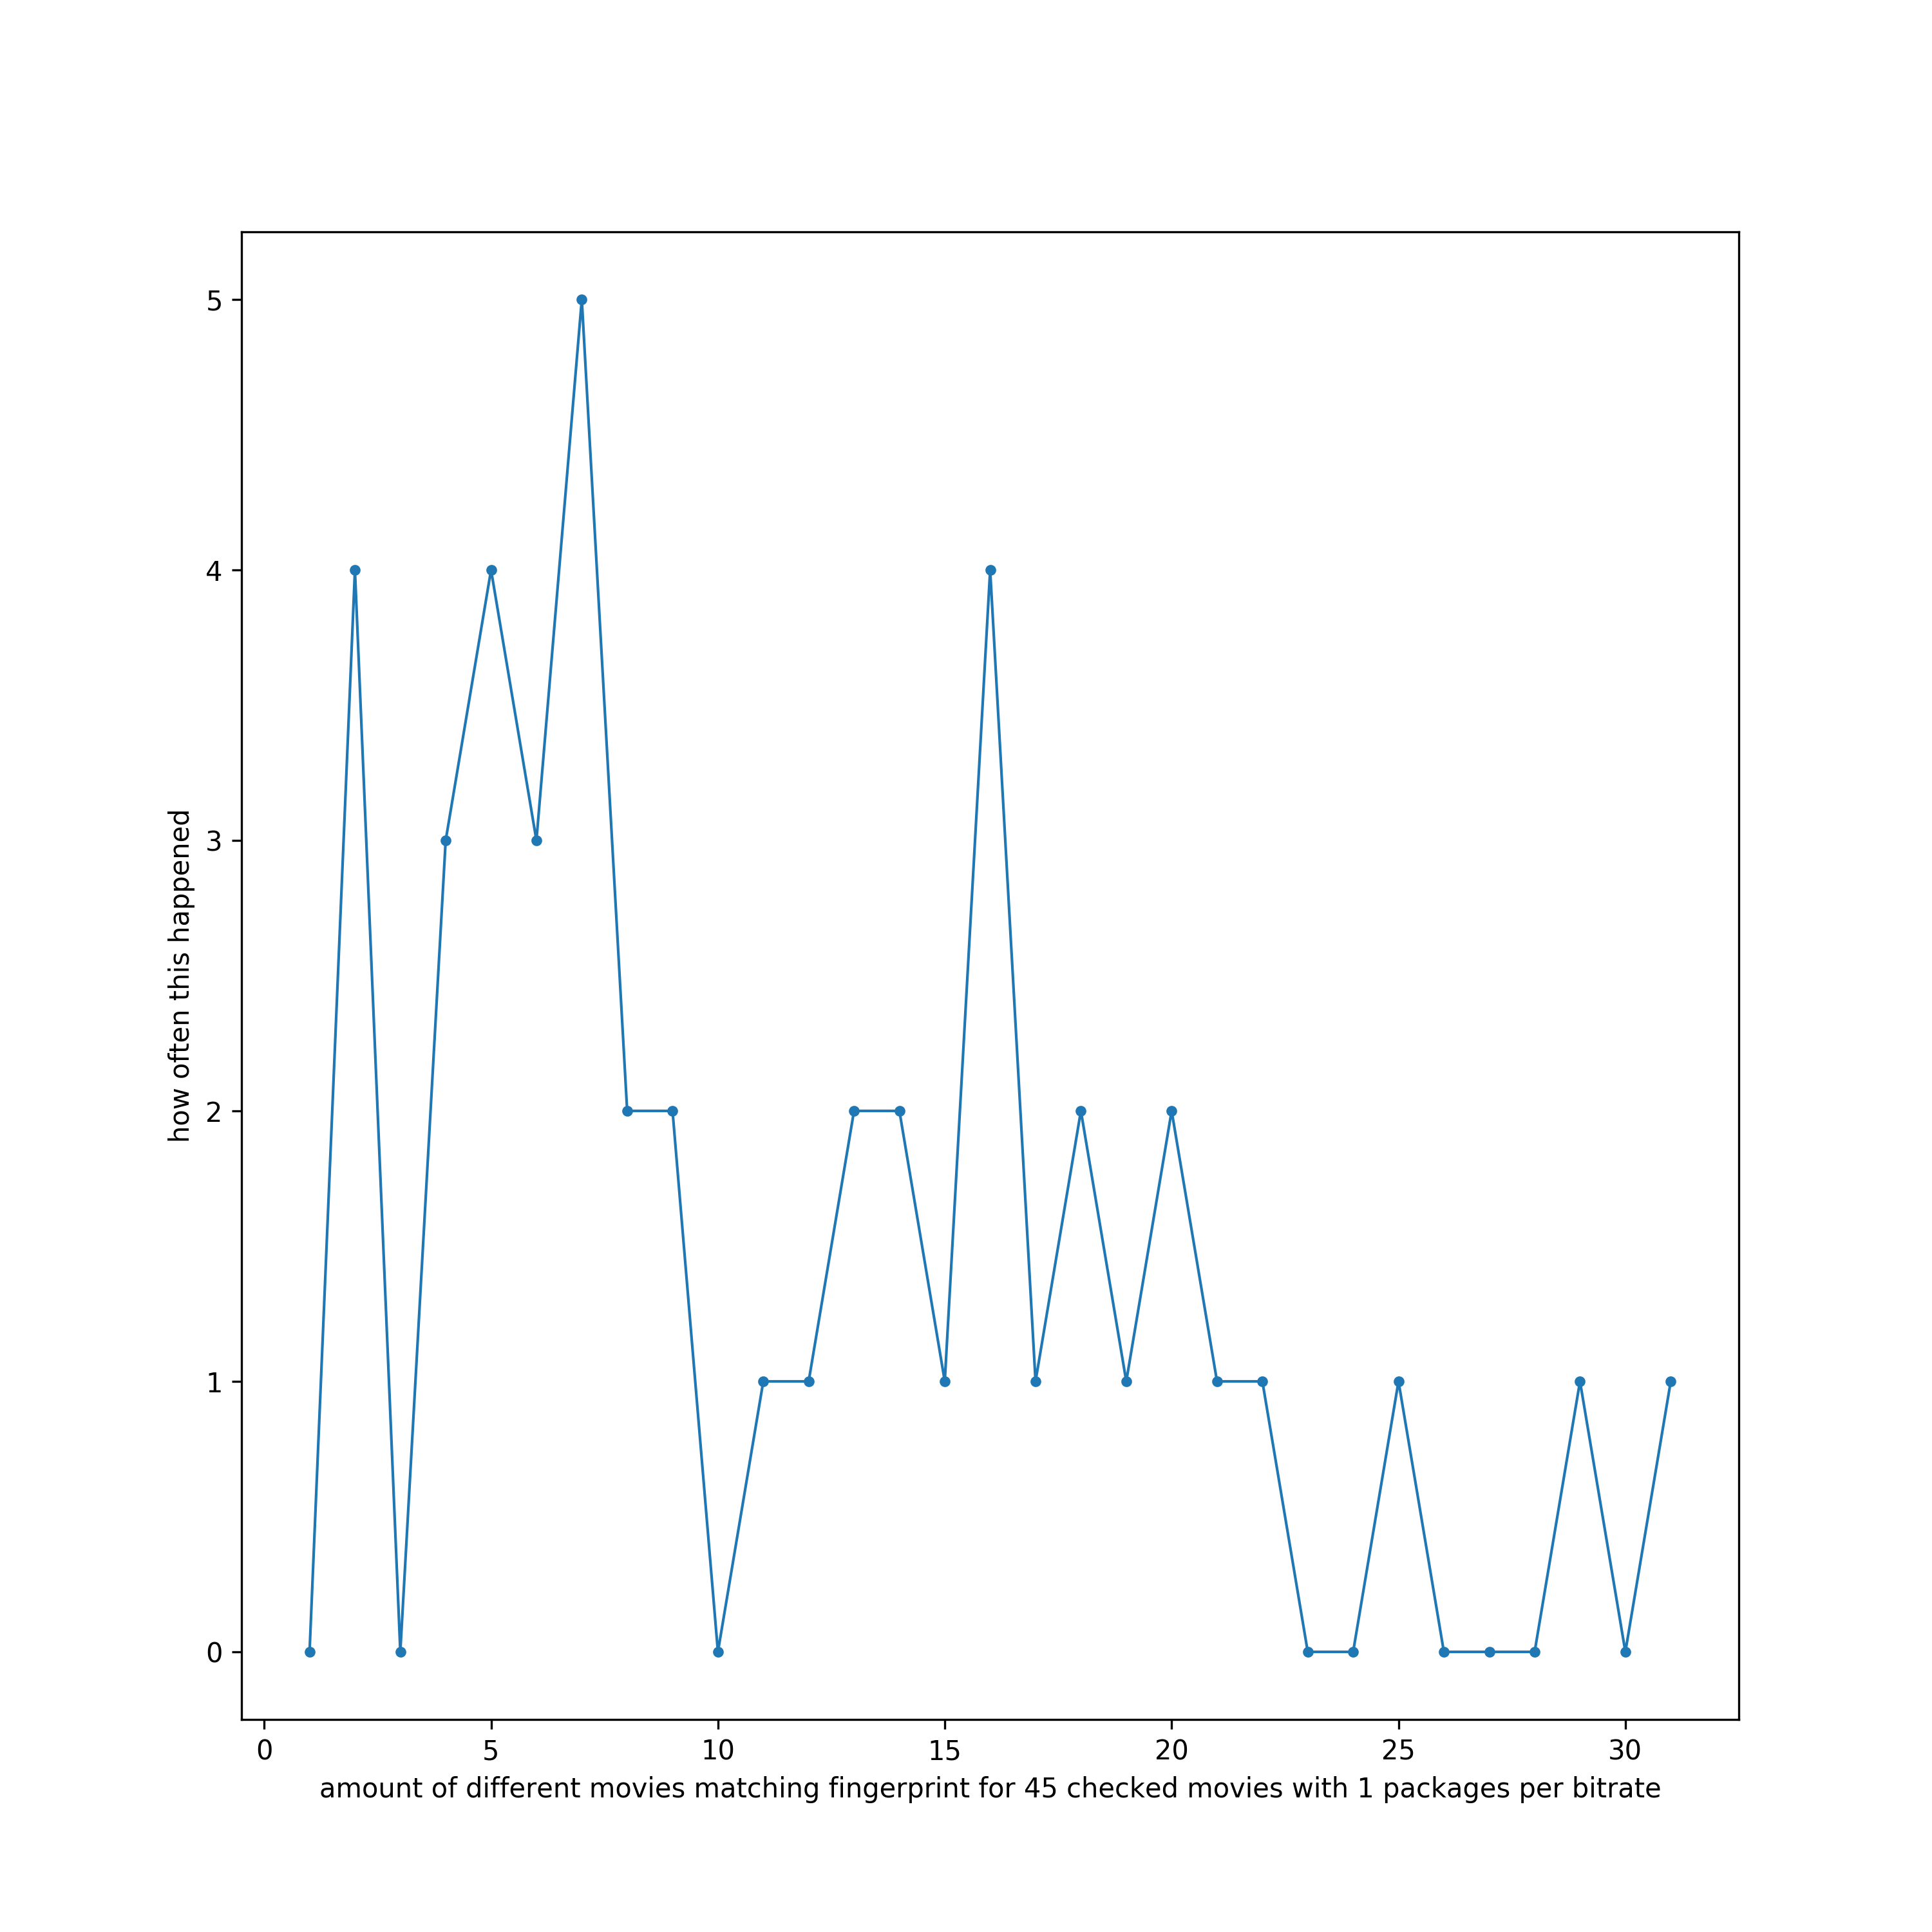 5
4
3
2
1
0
how often this happened
0 5 10 15 20 25 30
amount of different movies matching fingerprint for 45 checked movies with 1 packages per bitrate